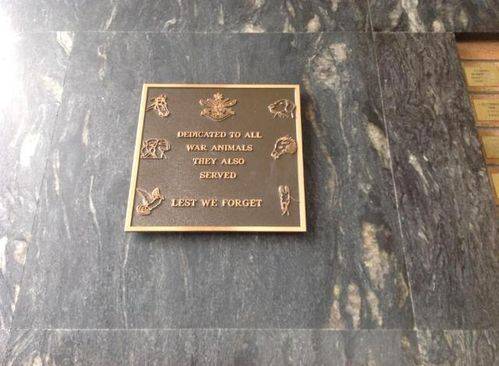 DEDICATED TO ALL
WAR ANIMALS
THEY ALSO
SERVED
LEST WE FORGET